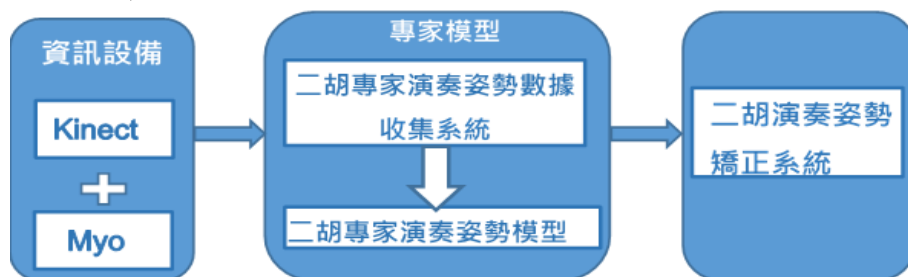 資訊設備
Kinect
Myo
專家模型
二胡專家演奏姿勢數據
收集系統
二胡專家演奏姿勢模型
二胡演奏姿勢
矯正系統